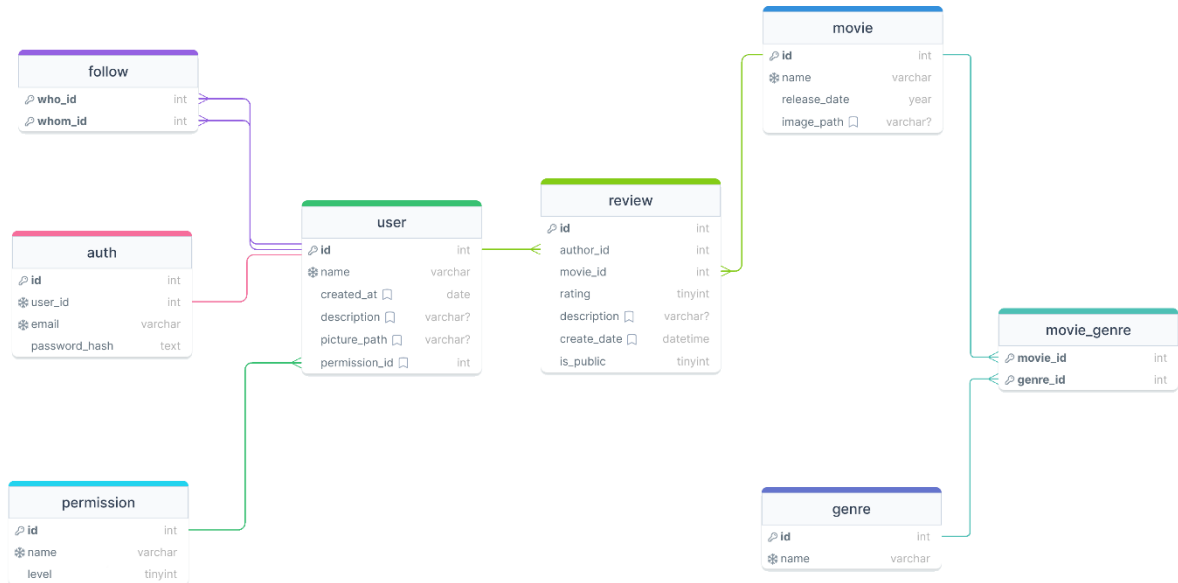 follow
who_id int
whom_id int
auth
id int
user_id int
email varchar
password_hash text
permission
id int
name varchar
level tinyint
user
id int
name varchar
created_at date
description varchar?
picture_path varchar?
permission_id int
review
id int
author_id int
movie_id int
rating tinyint
description varchar?
create_date datetime
is_public tinyint
movie
id int
name varchar
release_date year
image_path varchar?
movie_genre
movie_id int
genre_id int
genre
id int
name varchar